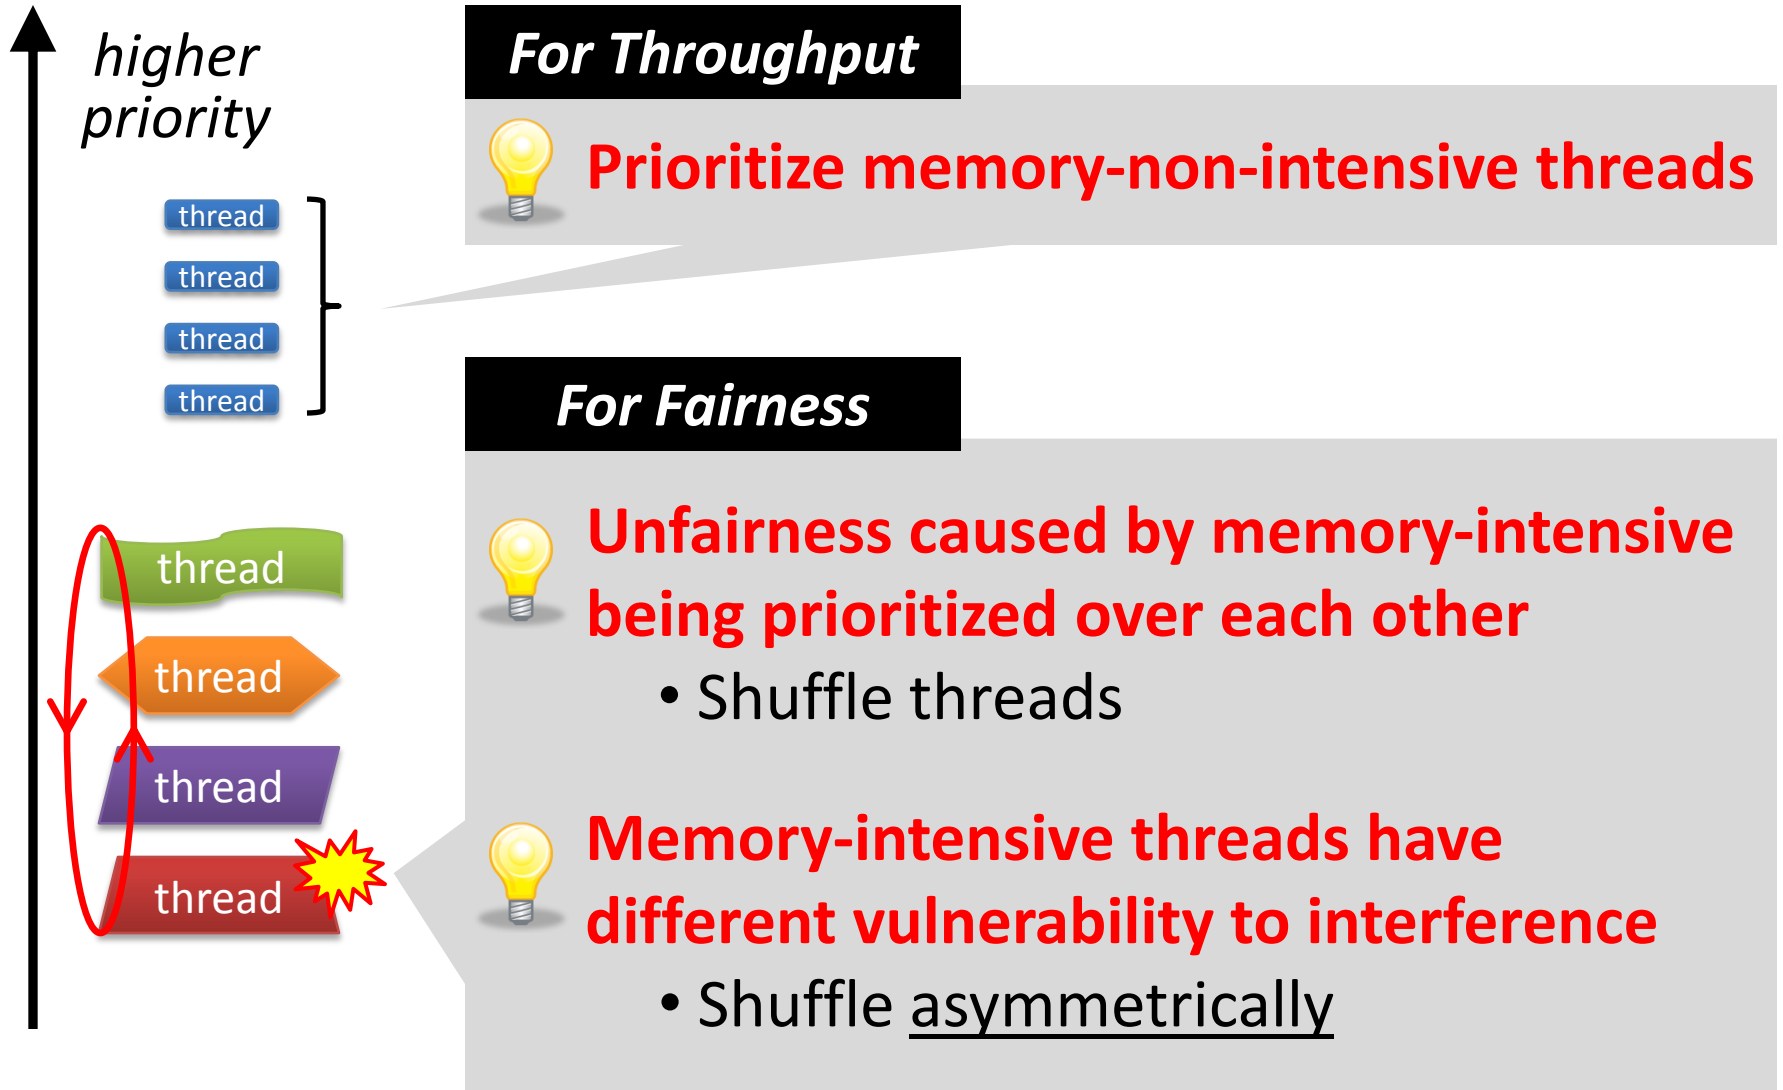 higher
priority
thread
thread
thread
thread
thread
thread
thread
thread
For Throughput
Prioritize memory-non-intensive threads
For Fairness
Unfairness caused by memory-intensive
being prioritized over each other
• Shuffle threads
Memory-intensive threads have
different vulnerability to interference
• Shuffle asymmetrically